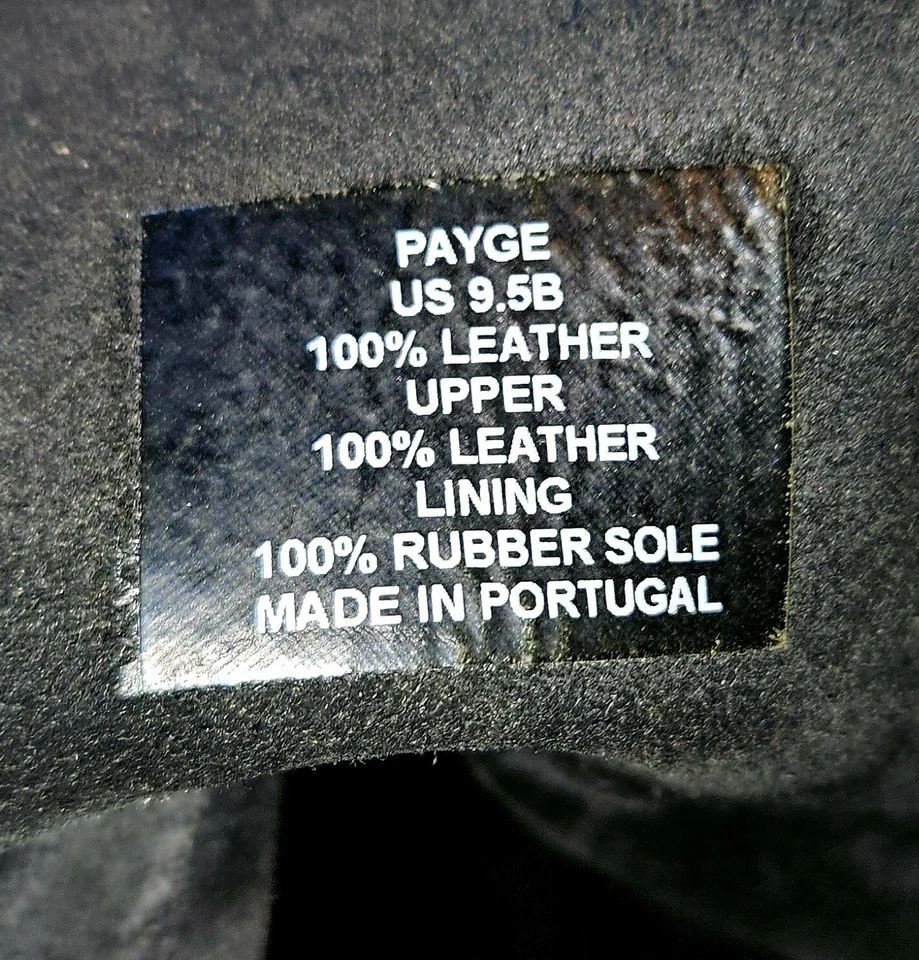 PAYGE
US 9.5B
100% LEATHER
UPPER
100% LEATHER
LINING
100% RUBBER SOLE
MADE IN PORTUGAL